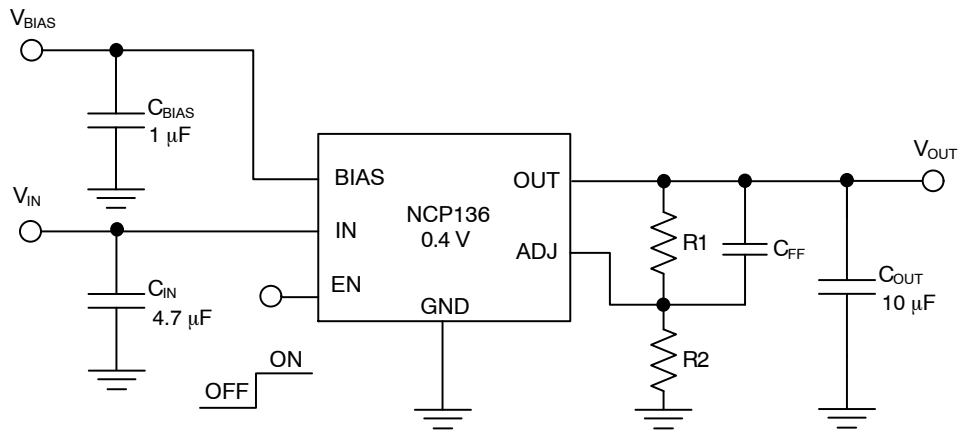 VBIAS
CBIAS
1 μF
VIN
CIN
4.7 μF
BIAS
IN
EN
NCP136
0.4 V
GND
OUT
ADJ
OFF
ON
R1
CFF
R2
COUT
10 μF
VOUT